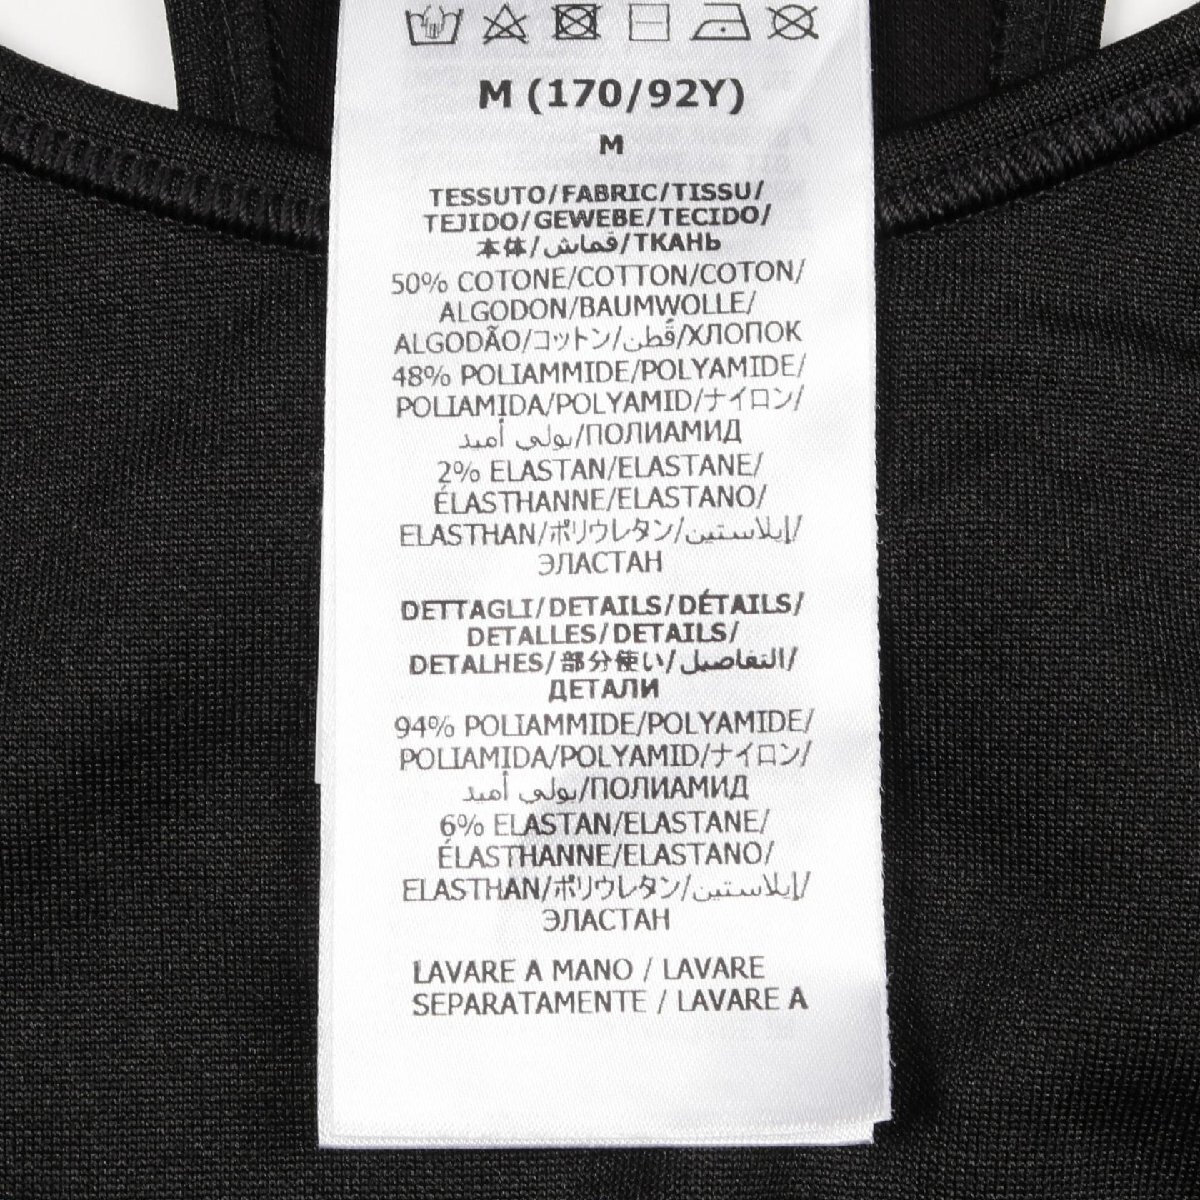 M (170/92Y)
M
TESSUTO/FABRIC/TISSU/
TEJIDO/GEWEBE/TECIDO/
本体/قماش/ТКАНЬ
50% COTONE/COTTON/COTON/
ALGODON/BAUMWOLLE/
ALGODÃO/コットン/قُطن/ХЛОПОК
48% POLIAMMIDE/POLYAMIDE/
POLIAMIDA/POLYAMID/ナイロン/
بولي أميد/ПОЛИАМИД
2% ELASTAN/ELASTANE/
ÉLASTHANNE/ELASTANO/
ELASTHAN/ポリウレタン/إيلاستين/
ЭЛАСТАН
DETTAGLI/DETAILS/DÉTAILS/
DETALLES/DETAILS/
DETALHES/部分使い/التفاصيل/
ДЕТАЛИ
94% POLIAMMIDE/POLYAMIDE/
POLIAMIDA/POLYAMID/ナイロン/
بولي أميد/ПОЛИАМИД
6% ELASTAN/ELASTANE/
ÉLASTHANNE/ELASTANO/
ELASTHAN/ポリウレタン/إيلاستين/
ЭЛАСТАН
LAVARE A MANO / LAVARE
SEPARATAMENTE / LAVARE A